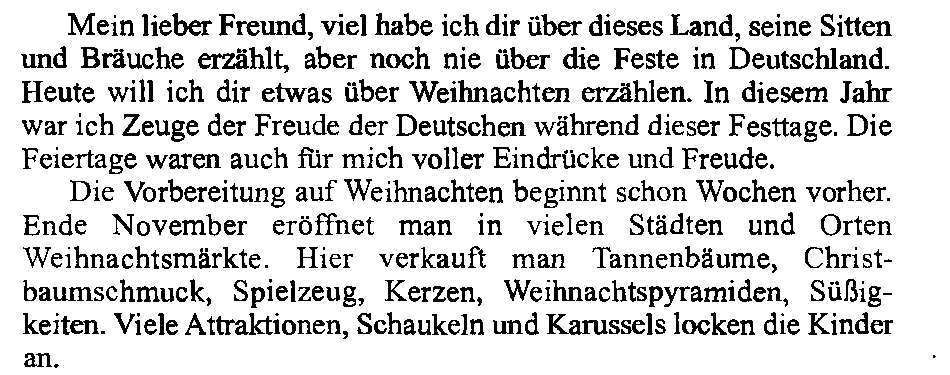 Mein lieber Freund, viel habe ich dir über dieses Land, seine Sitten
und Bräuche erzählt, aber noch nie über die Feste in Deutschland.
Heute will ich dir etwas über Weihnachten erzählen. In diesem Jahr
war ich Zeuge der Freude der Deutschen während dieser Festtage. Die
Feiertage waren auch für mich voller Eindrücke und Freude.
Die Vorbereitung auf Weihnachten beginnt schon Wochen vorher.
Ende November eröffnet man in vielen Städten und Orten
Weihnachtsmärkte. Hier verkauft man Tannenbäume, Christ-
baumschmuck, Spielzeug, Kerzen, Weihnachtspyramiden, Süßig-
keiten. Viele Attraktionen, Schaukeln und Karussels locken die Kinder
an.